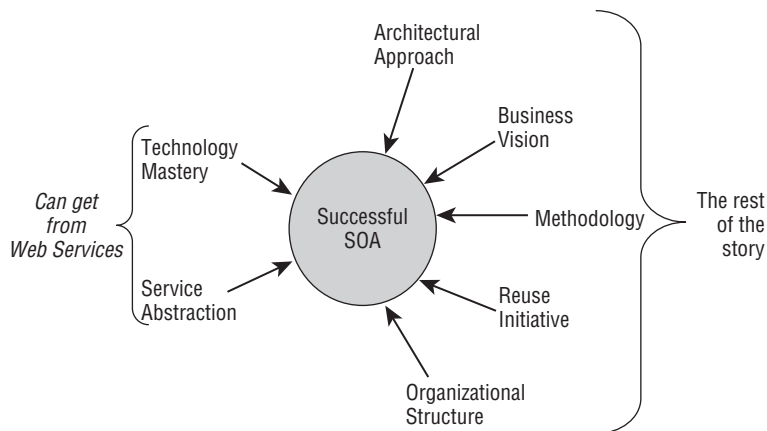 Architectural
Approach
Business
Vision
Technology
Mastery
Can get
from
Web Services
Successful
SOA
Methodology
The rest
of the
story
Service
Abstraction
Reuse
Initiative
Organizational
Structure